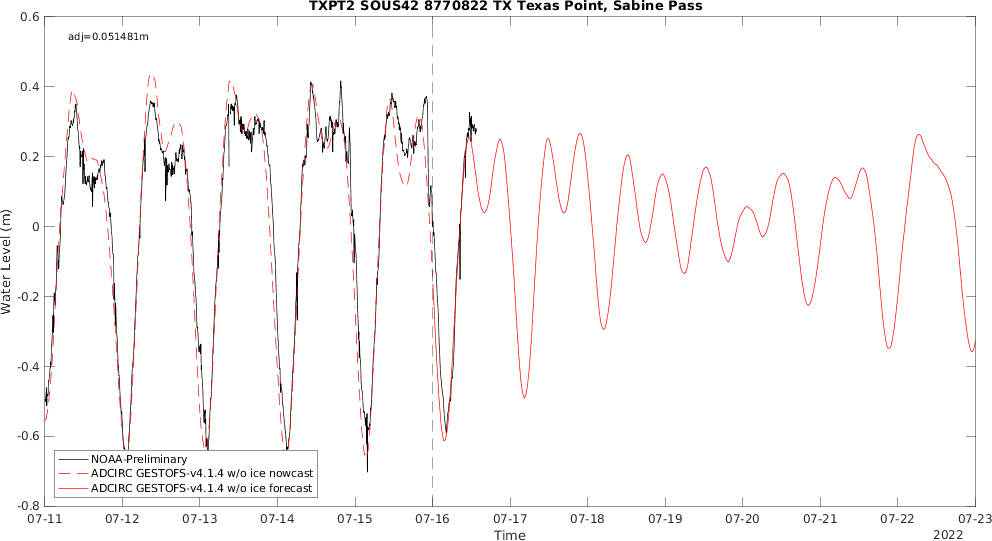 TXPT2 SOUS42 8770822 TX Texas Point, Sabine Pass
adj=0.051481m
0.6
0.4
0.2
0
-0.2
-0.4
-0.6
-0.8
Water Level (m)
NOAA-Preliminary
ADCIRC GESTOFS-v4.1.4 w/o ice nowcast
ADCIRC GESTOFS-v4.1.4 w/o ice forecast
07-11 07-12 07-13 07-14 07-15 07-16 07-17 07-18 07-19 07-20 07-21 07-22 07-23
Time
2022